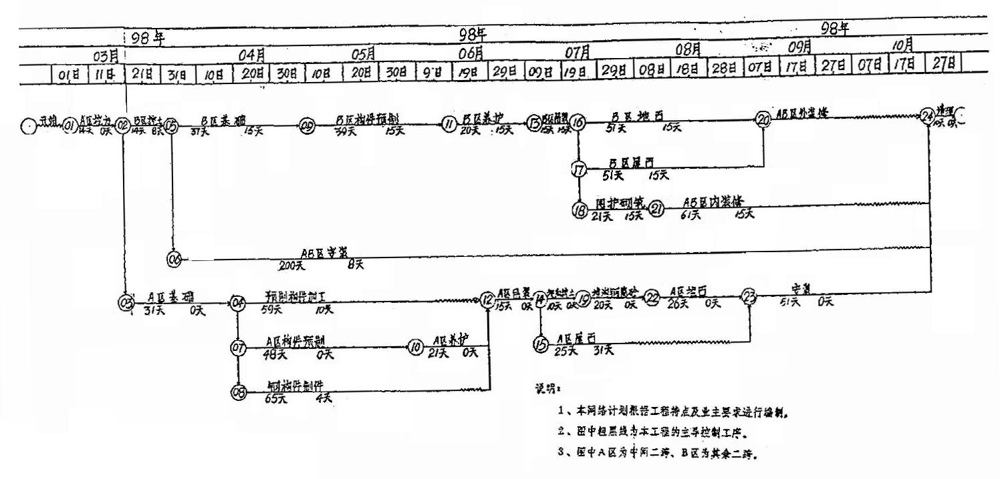 98年 98年 98年
03月 04月 05月 06月 07月 08月 09月 10月
01日 11日 21日 31日 10日 20日 30日 10日 20日 30日 9日 19日 29日 09日 19日 29日 08日 18日 28日 07日 17日 27日 07日 17日 27日
01 A区挖土 02 B区挖土 05 B区基础 09 B区构件预制 11 B区养护 13 B区吊装 16 B区地面 20 AB区外装修 24 清理
14天 0天 14天 8天 37天 15天 39天 15天 20天 15天 15天 15天 51天 15天
17 B区屋面
51天 15天
18 围护砌筑 21 AB区内装修
21天 15天 61天 15天
06 AB区安装
200天 8天
03 A区基础 04 预制构件加工 12 A区吊装 14 19 22 A区地面 23 安装
31天 0天 59天 10天 15天 0天 10天 0天 20天 0天 26天 0天 51天 0天
07 A区构件预制 10 A区养护 15 A区屋面
48天 0天 21天 0天 25天 31天
08 钢构件制作
65天 4天
说明:
1、本网络计划根据工程特点及业主要求进行编制。
2、图中粗黑线为本工程的主导控制工序。
3、图中A区为中间二跨、B区为其余二跨。